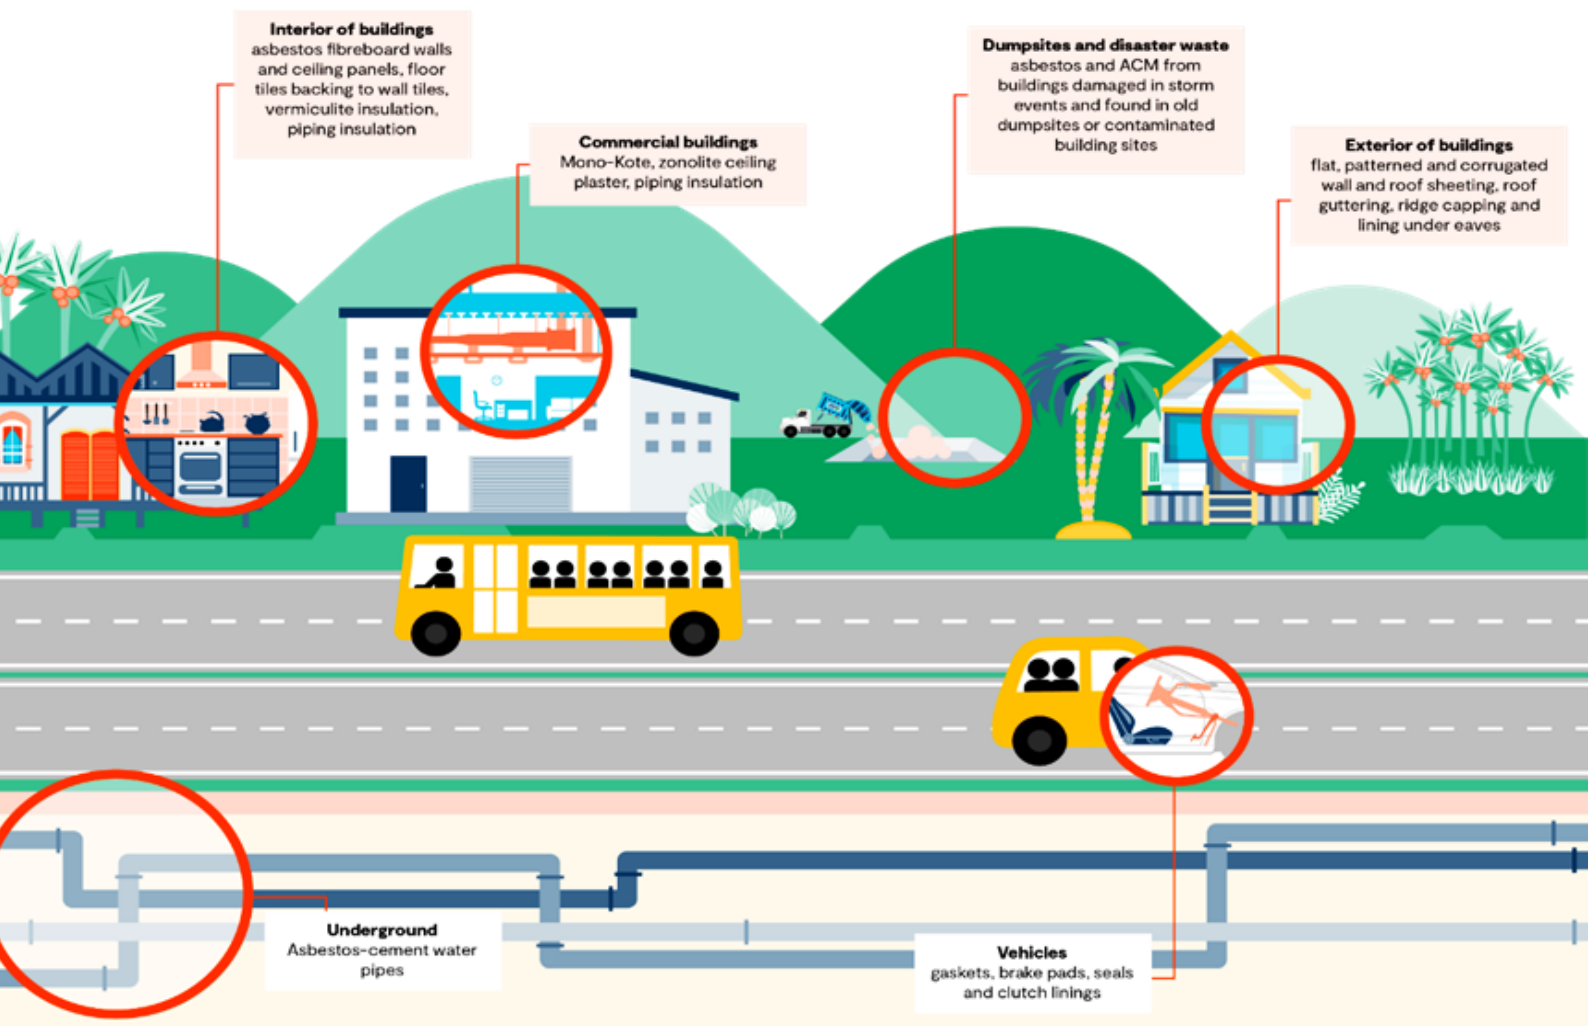 Interior of buildings
asbestos fibreboard walls
and ceiling panels, floor
tiles backing to wall tiles,
vermiculite insulation,
piping insulation
Commercial buildings
Mono-Kote, zonolite ceiling
plaster, piping insulation
Dumpsites and disaster waste
asbestos and ACM from
buildings damaged in storm
events and found in old
dumpsites or contaminated
building sites
Exterior of buildings
flat, patterned and corrugated
wall and roof sheeting, roof
guttering, ridge capping and
lining under eaves
Underground
Asbestos-cement water
pipes
Vehicles
gaskets, brake pads, seals
and clutch linings